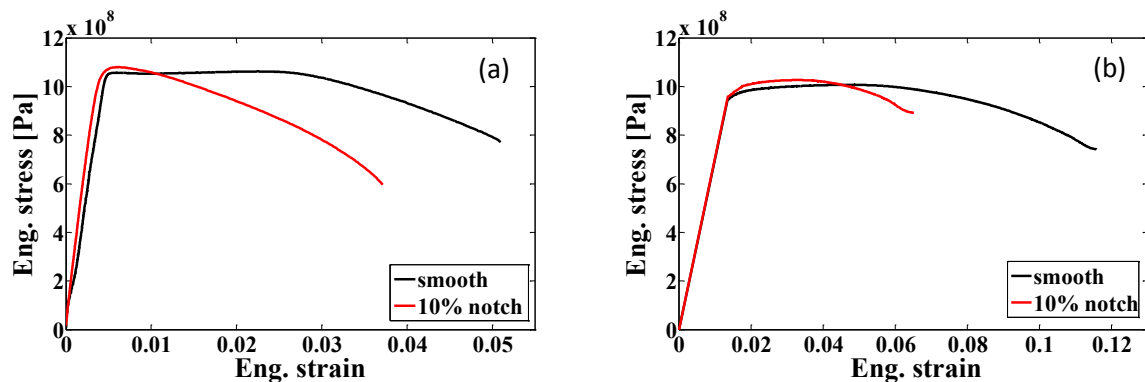 12 x 10 8
(a)
10
8
6
4
2
0
Eng. stress [Pa]
smooth
10% notch
0 0.01 0.02 0.03 0.04 0.05
Eng. strain
12 x 10 8
(b)
10
8
6
4
2
0
Eng. stress [Pa]
smooth
10% notch
0 0.02 0.04 0.06 0.08 0.1 0.12
Eng. strain